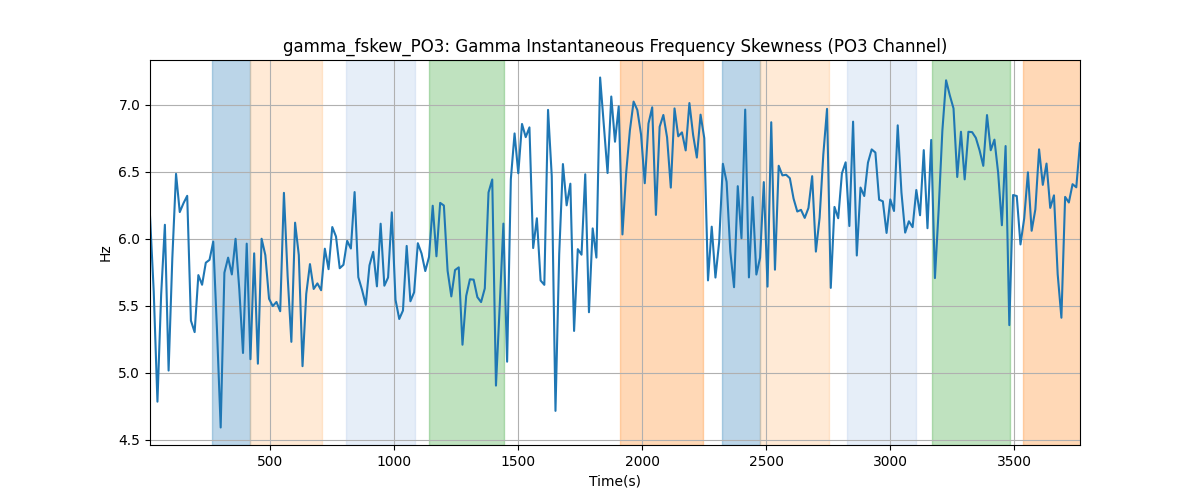 gamma_fskew_PO3: Gamma Instantaneous Frequency Skewness (PO3 Channel)
7.0
6.5
6.0
5.5
5.0
4.5
Hz
500 1000 1500 2000 2500 3000 3500
Time(s)